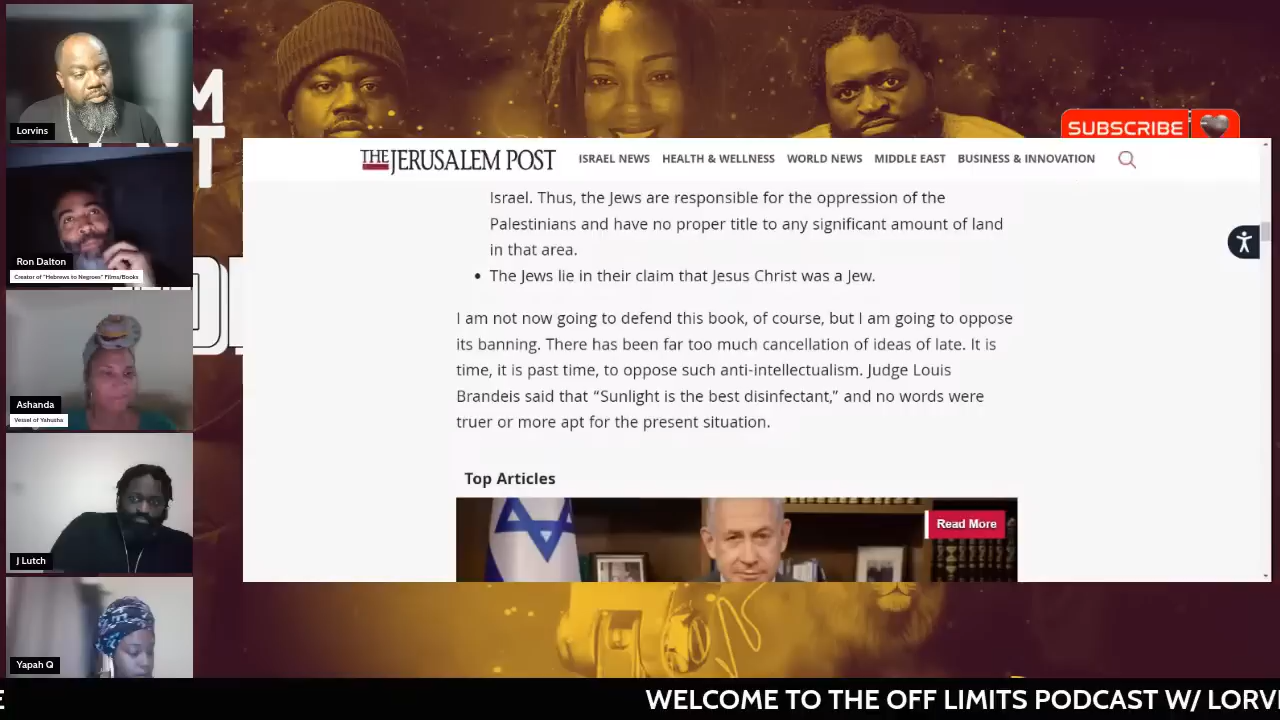 Lorvins
Ron Dalton
Creator of "Hebrews to Negroes" Films/Books
Ashanda
Vessel of Yahusha
J Lutch
Yapah Q
SUBSCRIBE
THE JERUSALEM POST
ISRAEL NEWS HEALTH & WELLNESS WORLD NEWS MIDDLE EAST BUSINESS & INNOVATION
Israel. Thus, the Jews are responsible for the oppression of the
Palestinians and have no proper title to any significant amount of land
in that area.
• The Jews lie in their claim that Jesus Christ was a Jew.
I am not now going to defend this book, of course, but I am going to oppose
its banning. There has been far too much cancellation of ideas of late. It is
time, it is past time, to oppose such anti-intellectualism. Judge Louis
Brandeis said that “Sunlight is the best disinfectant,” and no words were
truer or more apt for the present situation.
Top Articles
Read More
WELCOME TO THE OFF LIMITS PODCAST W/ LORV